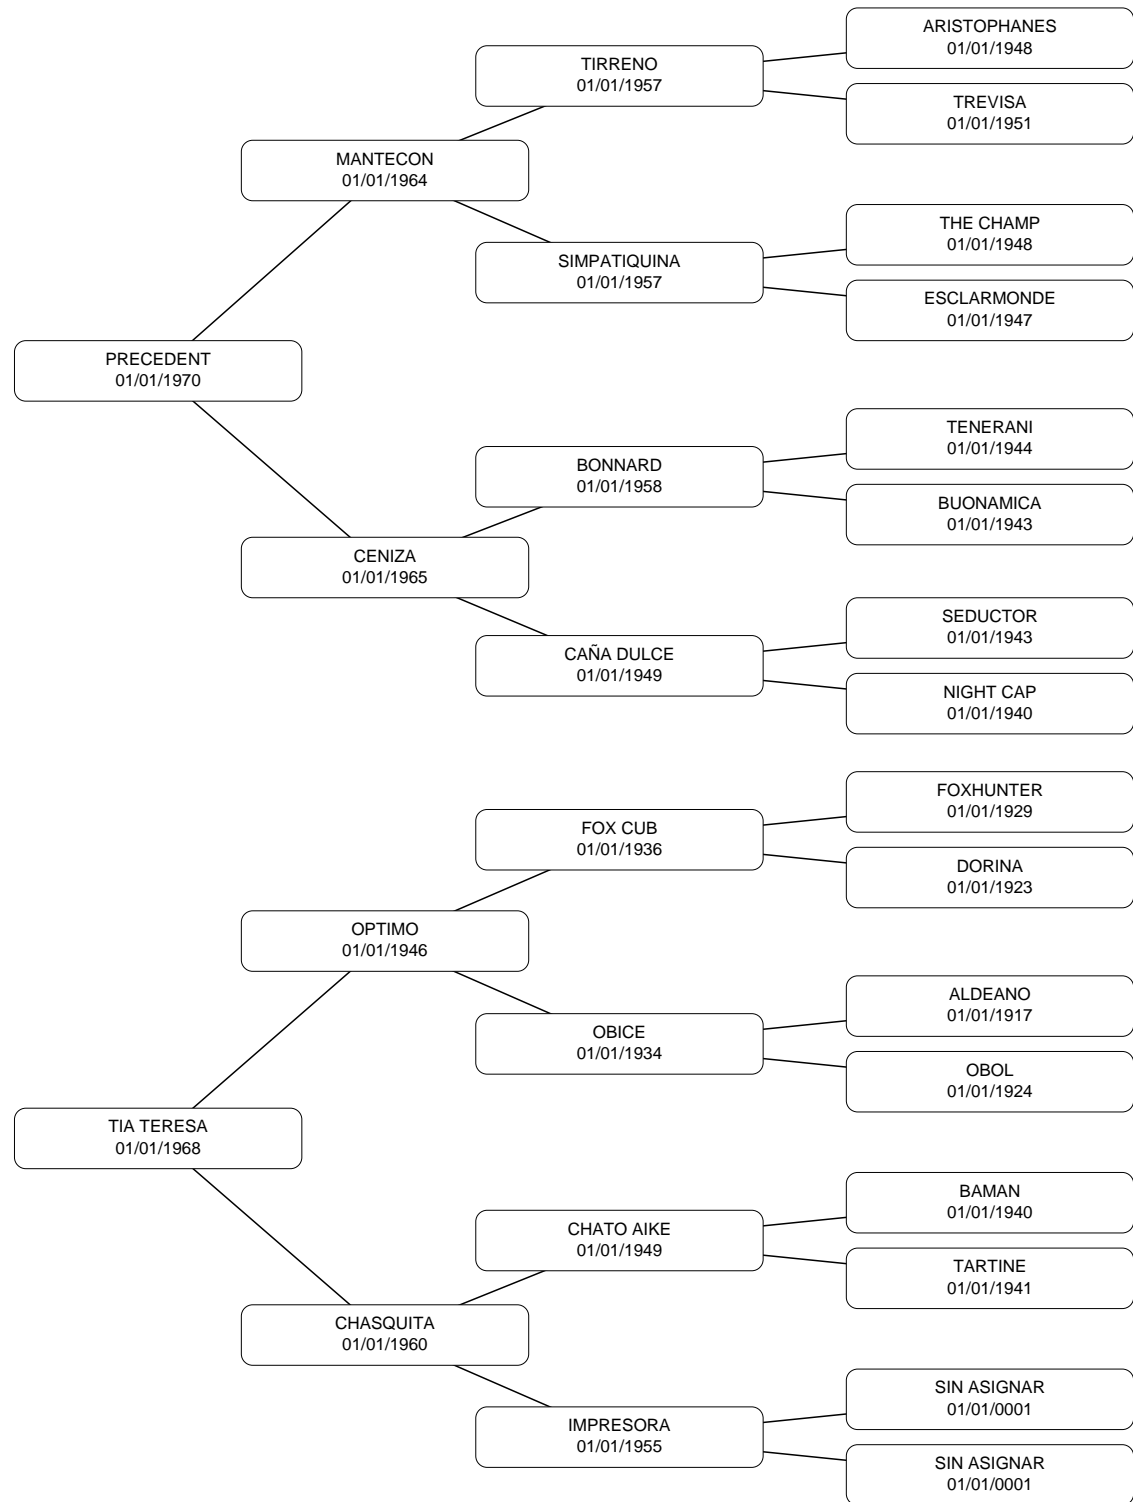 ARISTOPHANES
01/01/1948
TIRRENO
01/01/1957
TREVISA
01/01/1951
MANTECON
01/01/1964
THE CHAMP
01/01/1948
SIMPATIQUINA
01/01/1957
ESCLARMONDE
01/01/1947
PRECEDENT
01/01/1970
TENERANI
01/01/1944
BONNARD
01/01/1958
BUONAMICA
01/01/1943
CENIZA
01/01/1965
SEDUCTOR
01/01/1943
CAÑA DULCE
01/01/1949
NIGHT CAP
01/01/1940
FOXHUNTER
01/01/1929
FOX CUB
01/01/1936
DORINA
01/01/1923
OPTIMO
01/01/1946
ALDEANO
01/01/1917
OBICE
01/01/1934
OBOL
01/01/1924
TIA TERESA
01/01/1968
BAMAN
01/01/1940
CHATO AIKE
01/01/1949
TARTINE
01/01/1941
CHASQUITA
01/01/1960
SIN ASIGNAR
01/01/0001
IMPRESORA
01/01/1955
SIN ASIGNAR
01/01/0001